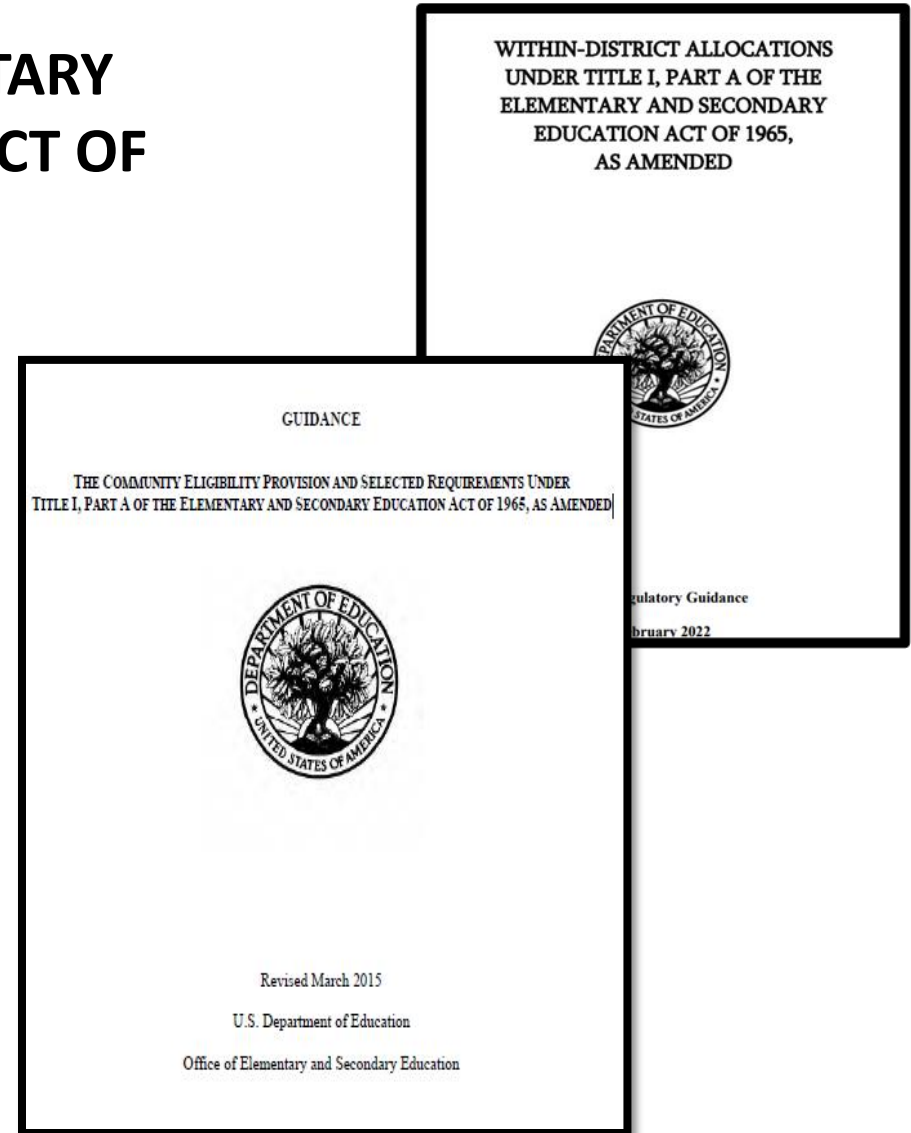 TARY
CT OF
WITHIN-DISTRICT ALLOCATIONS
UNDER TITLE I, PART A OF THE
ELEMENTARY AND SECONDARY
EDUCATION ACT OF 1965,
AS AMENDED
DEPARTMENT OF EDUCATION
STATES OF AMERICA
gulatory Guidance
bruary 2022
GUIDANCE
THE COMMUNITY ELIGIBILITY PROVISION AND SELECTED REQUIREMENTS UNDER
TITLE I, PART A OF THE ELEMENTARY AND SECONDARY EDUCATION ACT OF 1965, AS AMENDED
DEPARTMENT OF EDUCATION
UNITED STATES OF AMERICA
Revised March 2015
U.S. Department of Education
Office of Elementary and Secondary Education